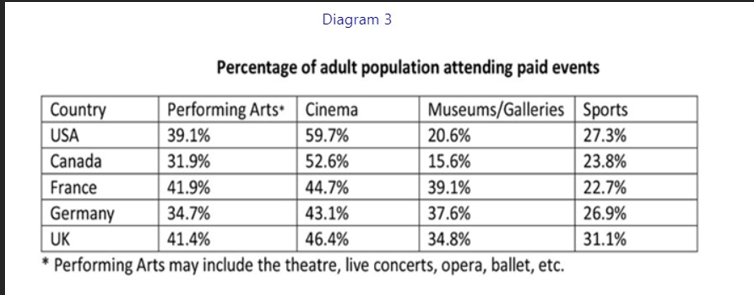 Diagram 3
Percentage of adult population attending paid events
Country Performing Arts* Cinema Museums/Galleries Sports
USA 39.1% 59.7% 20.6% 27.3%
Canada 31.9% 52.6% 15.6% 23.8%
France 41.9% 44.7% 39.1% 22.7%
Germany 34.7% 43.1% 37.6% 26.9%
UK 41.4% 46.4% 34.8% 31.1%
* Performing Arts may include the theatre, live concerts, opera, ballet, etc.